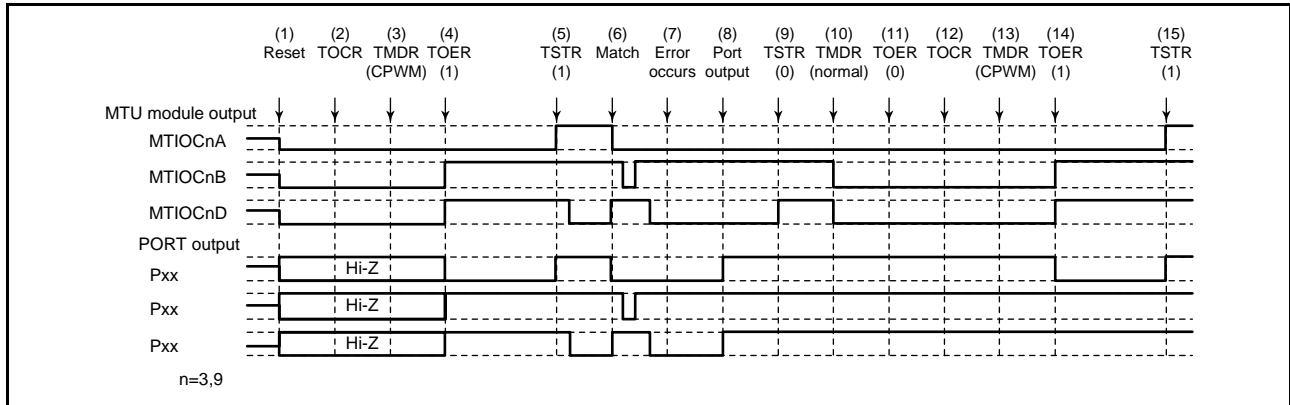 (1) (2) (3) (4) (5) (6) (7) (8) (9) (10) (11) (12) (13) (14) (15)
Reset TOCR TMDR TOER TSTR Match Error Port TSTR TMDR TOER TOCR TMDR TOER TSTR
(CPWM) (1) (1) occurs output (0) (normal) (0) (CPWM) (1) (1)
MTU module output
MTIOCnA
MTIOCnB
MTIOCnD
PORT output
Pxx Hi-Z
Pxx Hi-Z
Pxx Hi-Z
n=3,9